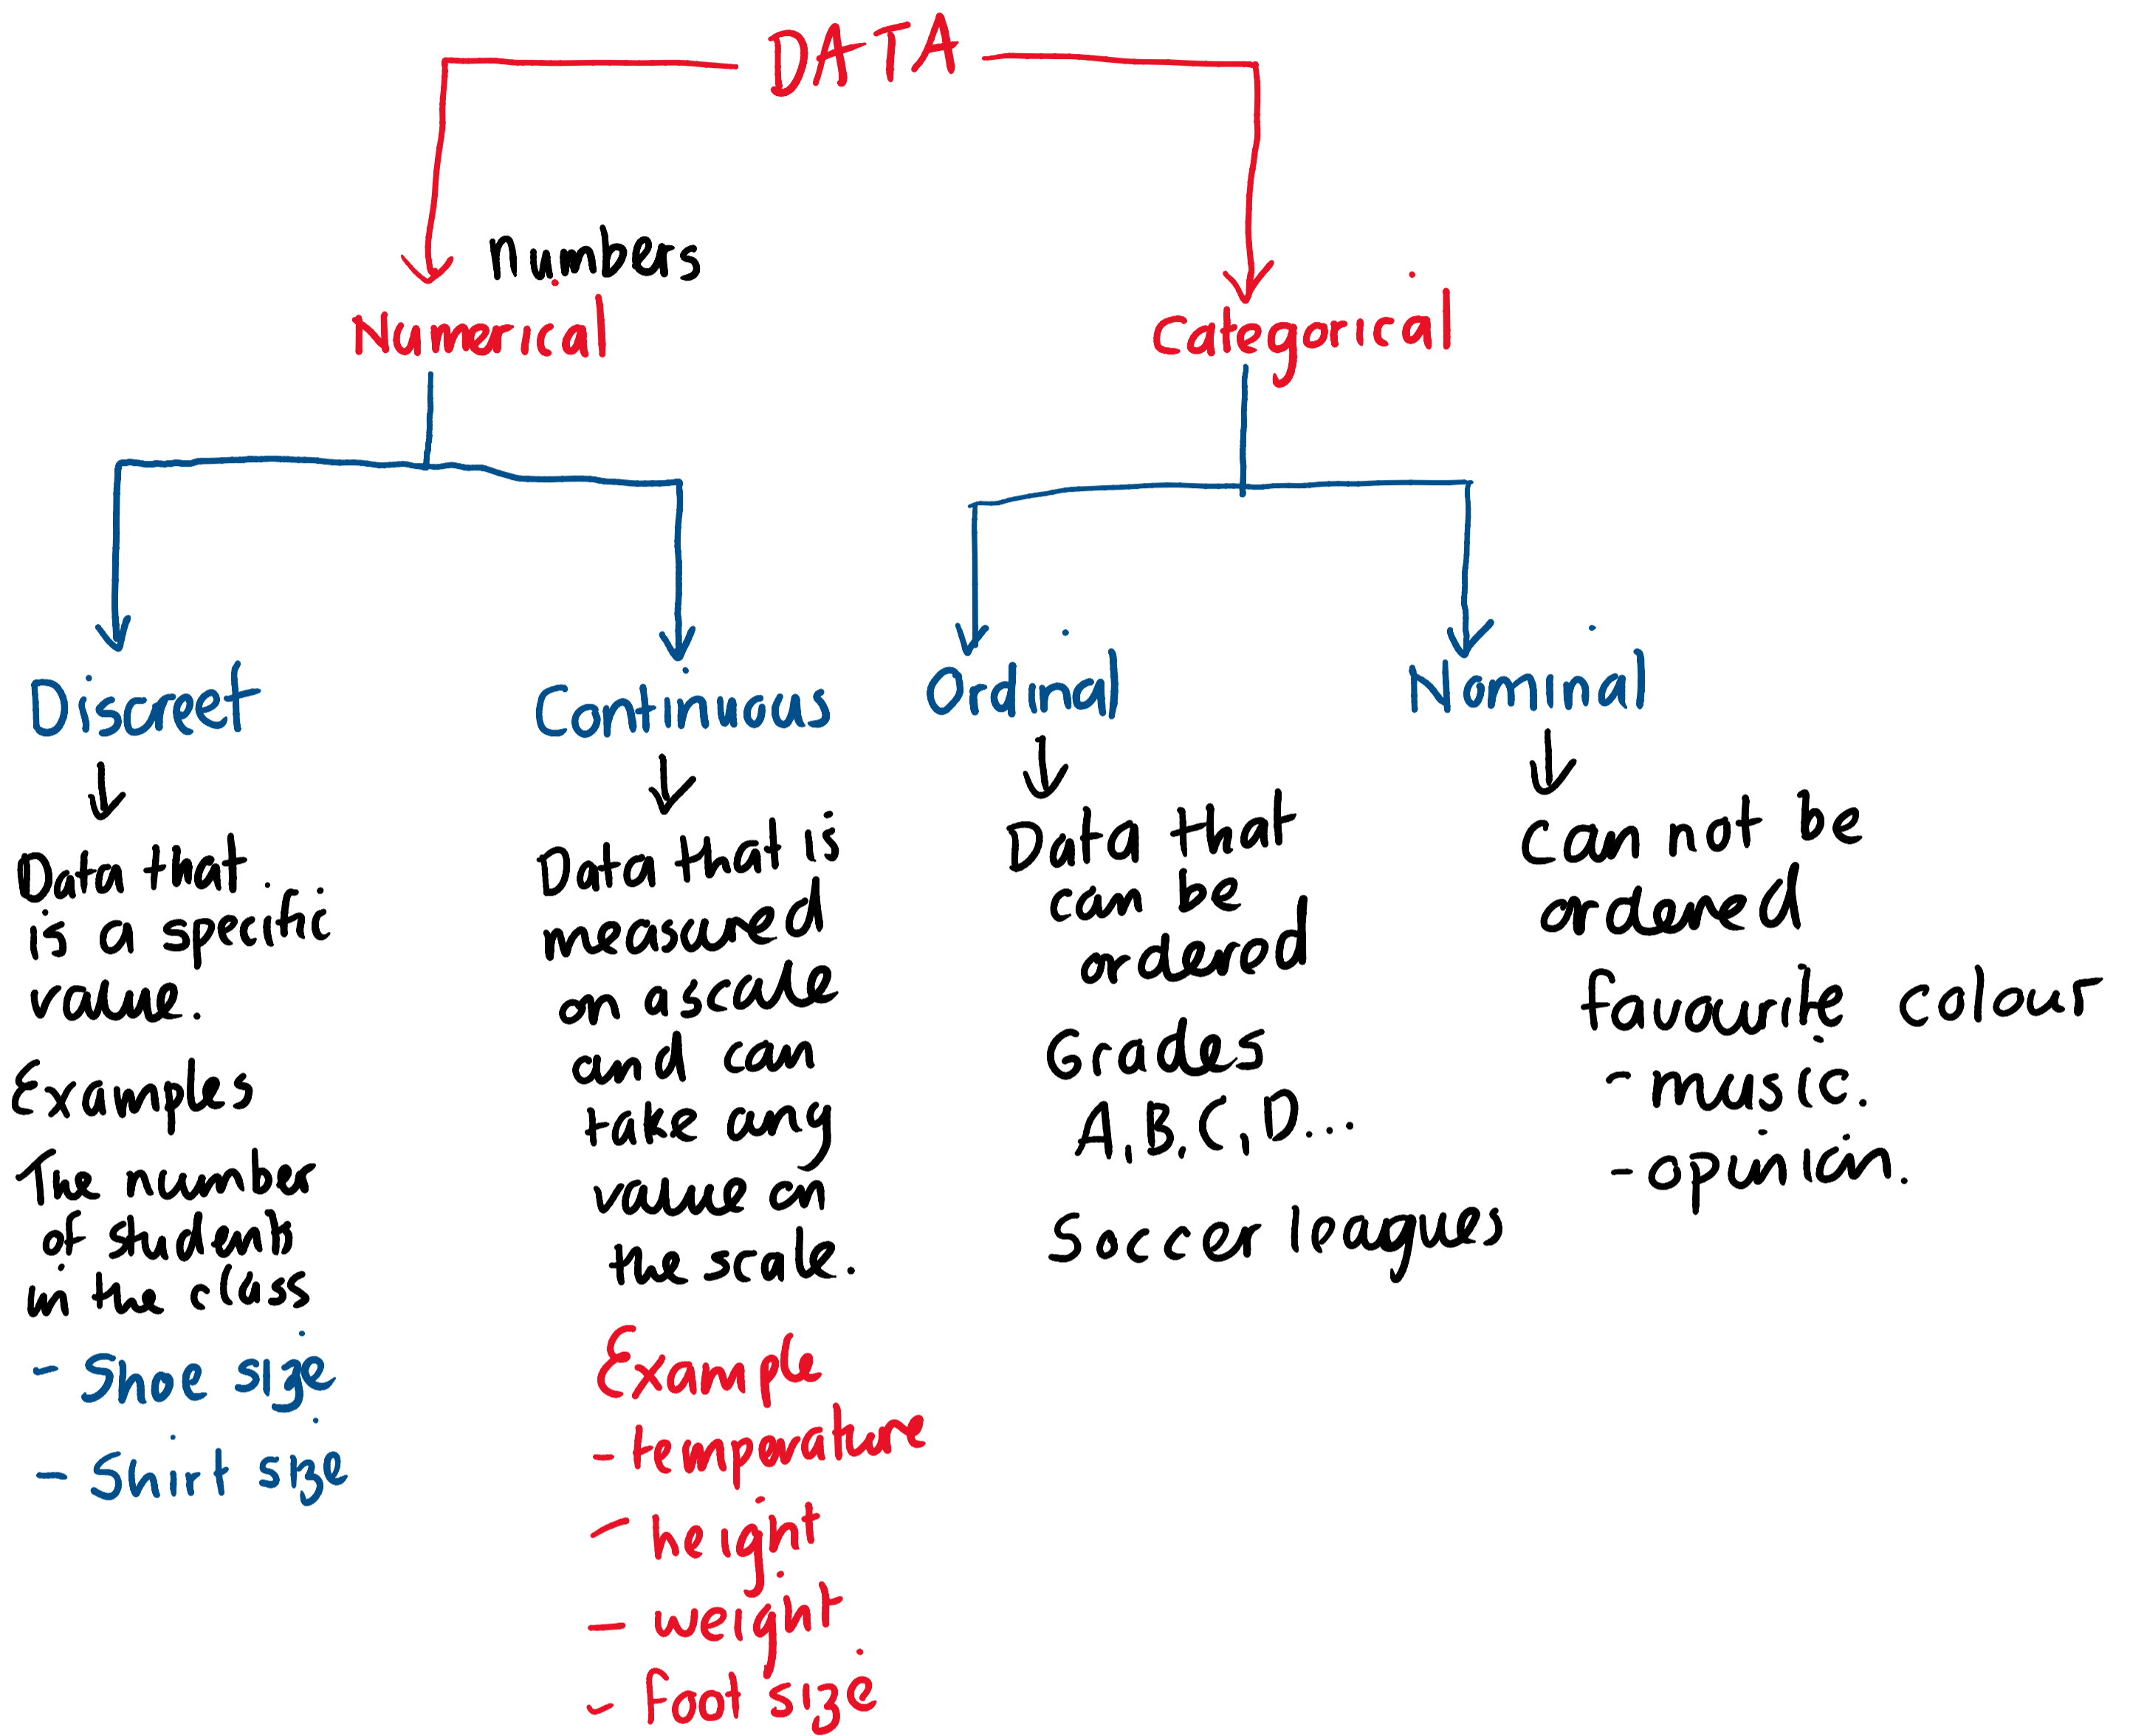 DATA
numbers
Numerical
Categorical
Discreet
Continuous
Ordinal
Nominal
Data that
is a specific
value.
Examples
The number
of students
in the class
- Shoe size
- Shirt size
Data that is
measured
on a scale
and can
take any
value on
the scale.
Example
- temperature
- height
- weight
- foot size
Data that
can be
ordered
Grades
A, B, C, D...
Soccer leagues
can not be
ordered
favourite colour
- music.
- opinion.